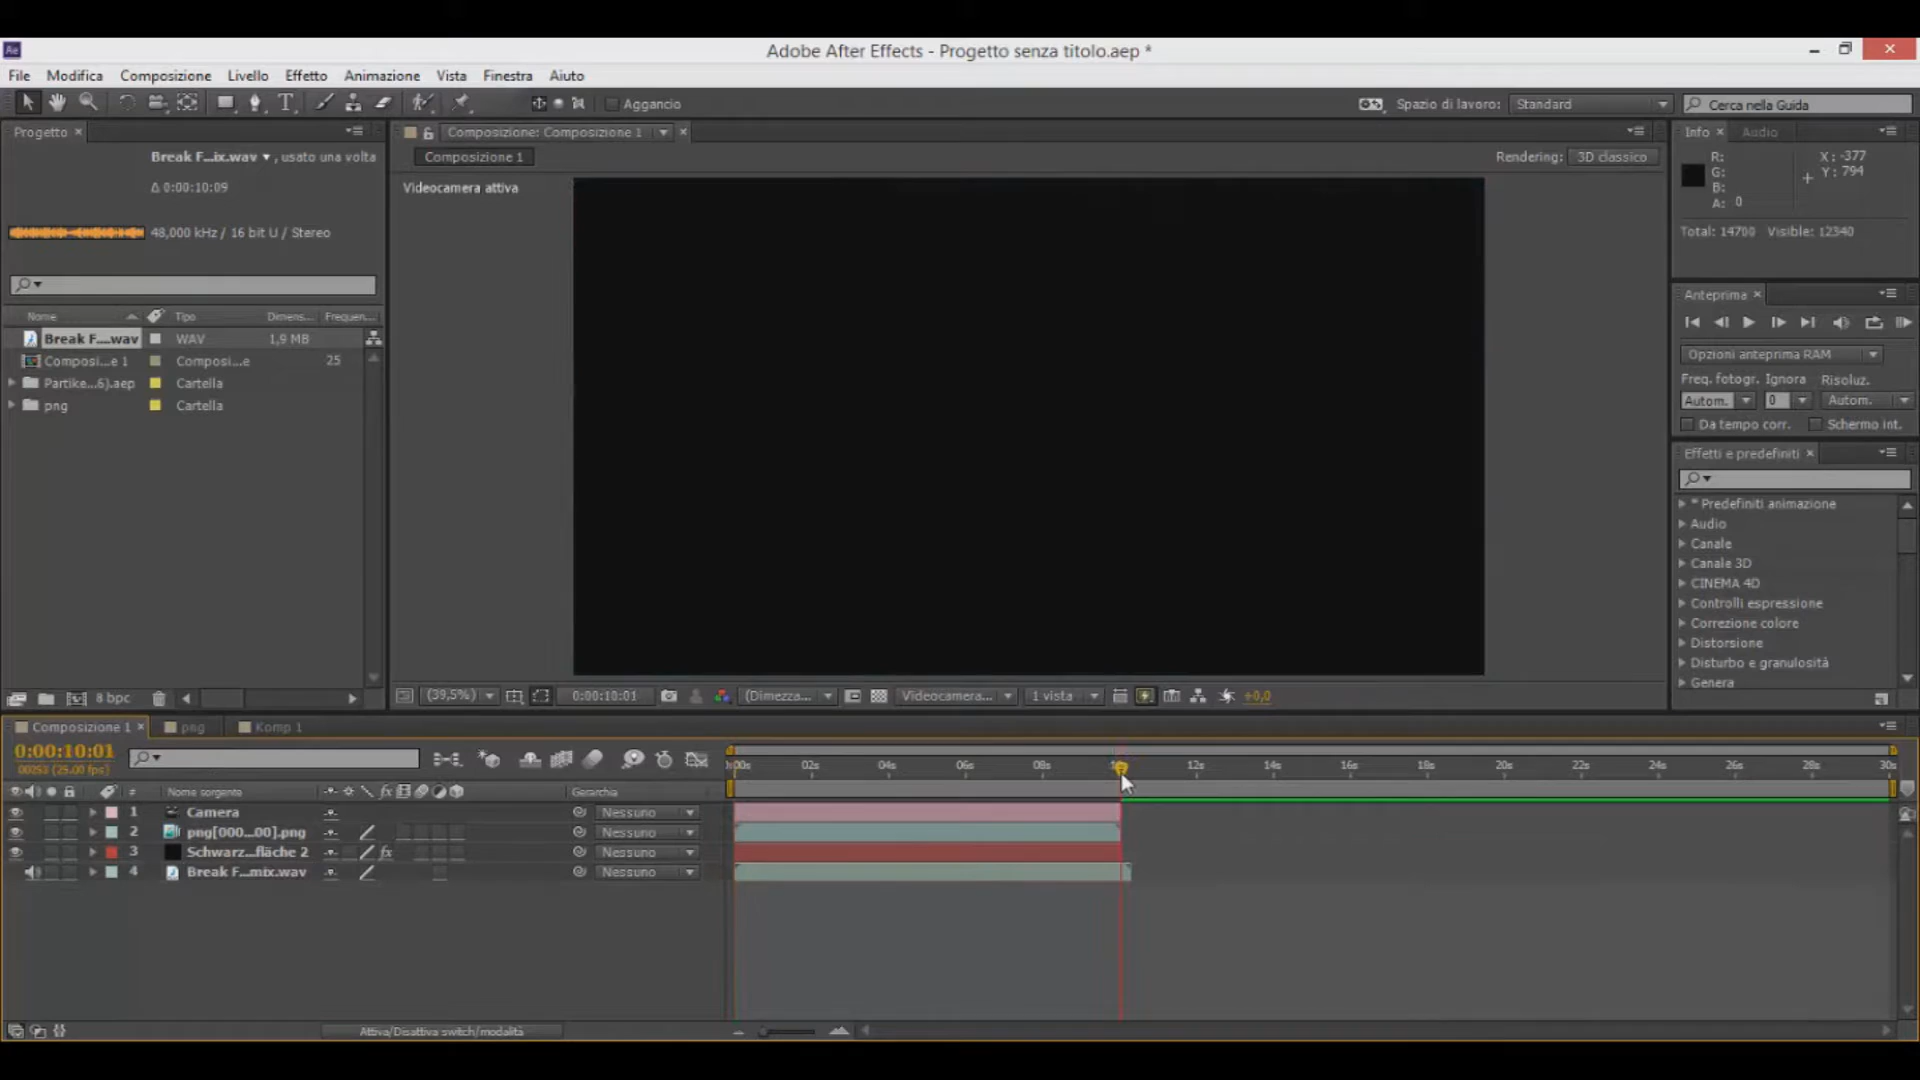 Ae
Adobe After Effects - Progetto senza titolo.aep *
File Modifica Composizione Livello Effetto Animazione Vista Finestra Aiuto
T Aggancio Spazio di lavoro: Standard Cerca nella Guida
Progetto
Composizione: Composizione 1
Info Audio
Break F...ix.wav , usato una volta
Δ 0:00:10:09
48,000 kHz / 16 bit U / Stereo
Composizione 1
Rendering: 3D classico
Videocamera attiva
R:
G:
B:
A: 0
X : -377
Y : 794
Total: 14700 Visible: 12340
Nome Tipo Dimens... Frequen...
Break F....wav WAV 1,9 MB
Composi...e 1 Composi...e 25
Partike...6).aep Cartella
png Cartella
Anteprima
Opzioni anteprima RAM
Freq. fotogr. Ignora Risoluz.
Autom. 0 Autom.
Da tempo corr. Schermo int.
Effetti e predefiniti
* Predefiniti animazione
Audio
Canale
Canale 3D
CINEMA 4D
Controlli espressione
Correzione colore
Distorsione
Disturbo e granulosità
Genera
8 bpc
(39,5%) 0:00:10:01 (Dimezza... Videocamera... 1 vista +0,0
Composizione 1 png Komp 1
0:00:10:01
(25.00 fps)
02s 04s 06s 08s 12s 14s 16s 18s 20s 22s 24s 26s 28s 30s
# Nome sorgente fx Gerarchia
1 Camera Nessuno
2 png[000...00].png Nessuno
3 Schwarz...fläche 2 fx Nessuno
4 Break F...mix.wav Nessuno
Attiva/Disattiva switch/modalità